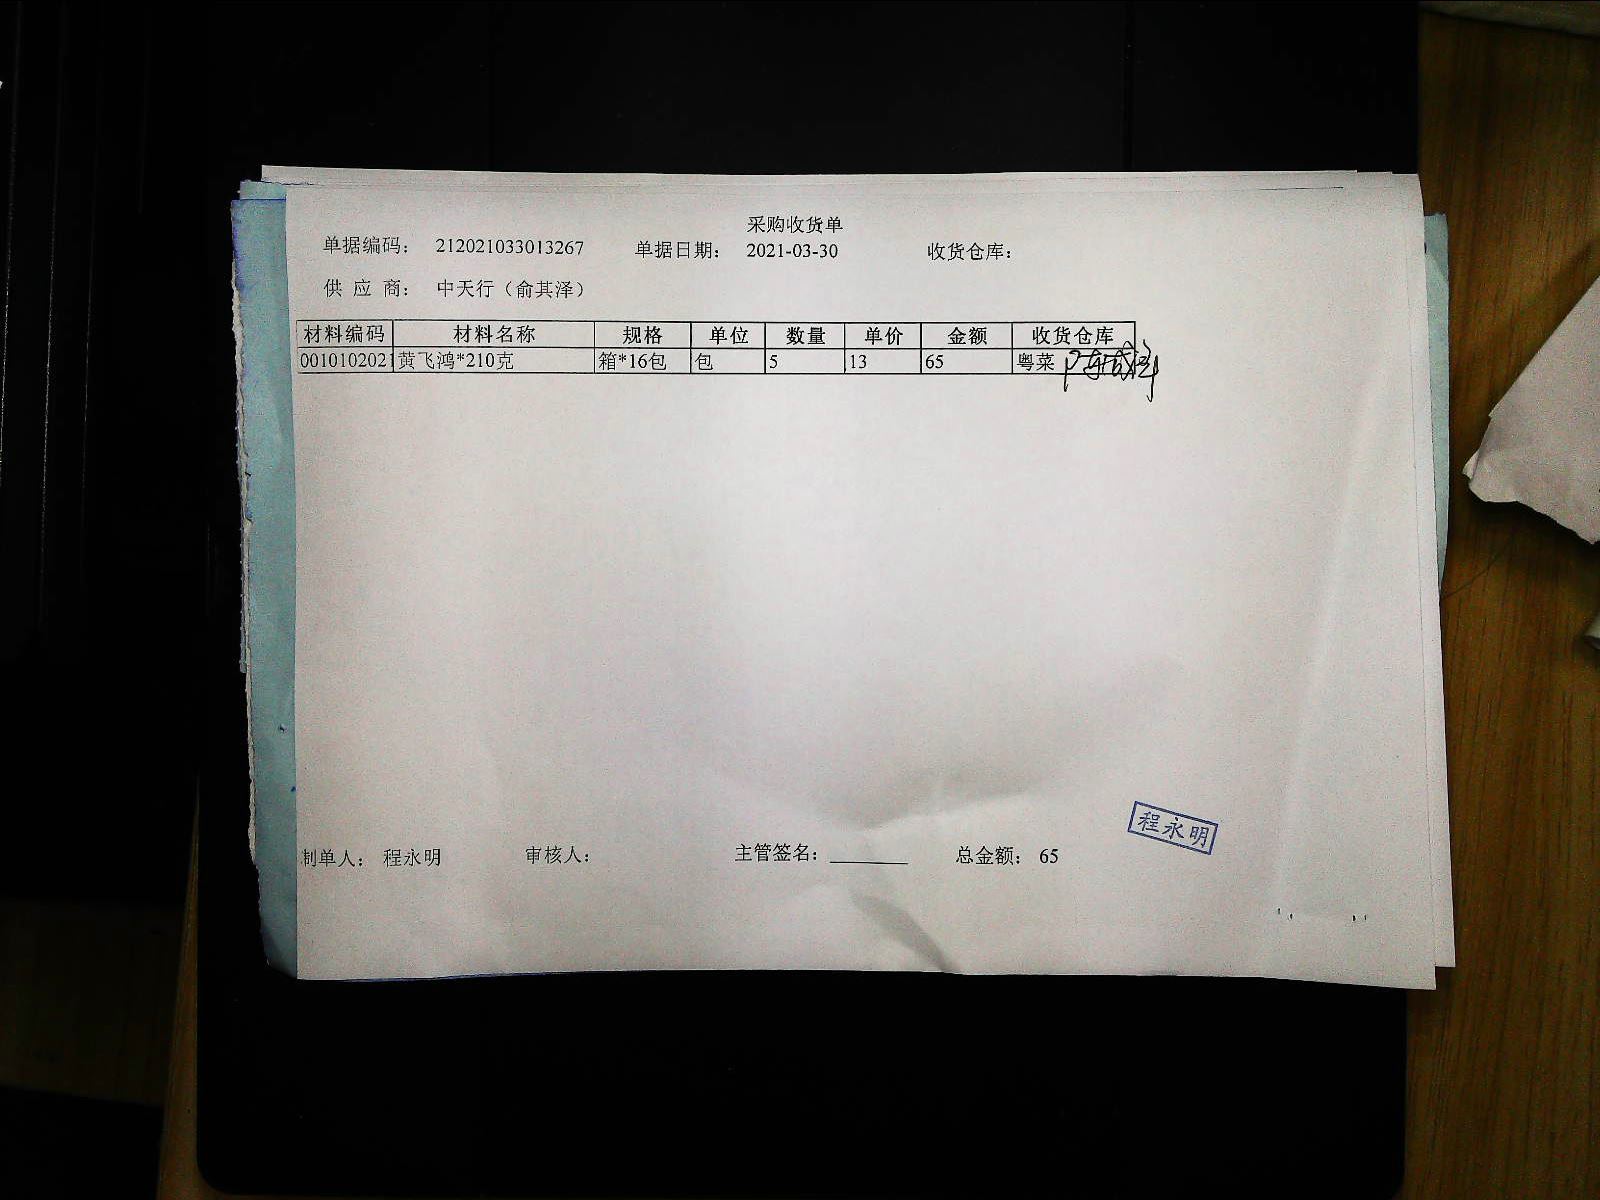 采购收货单
单据编码: 212021033013267 单据日期: 2021-03-30 收货仓库:
供 应 商: 中天行（俞其泽）
材料编码 材料名称 规格 单位 数量 单价 金额 收货仓库
0010102021 黄飞鸿*210克 箱*16包 包 5 13 65 粤菜
程永明
制单人: 程永明 审核人: 主管签名: ________ 总金额: 65